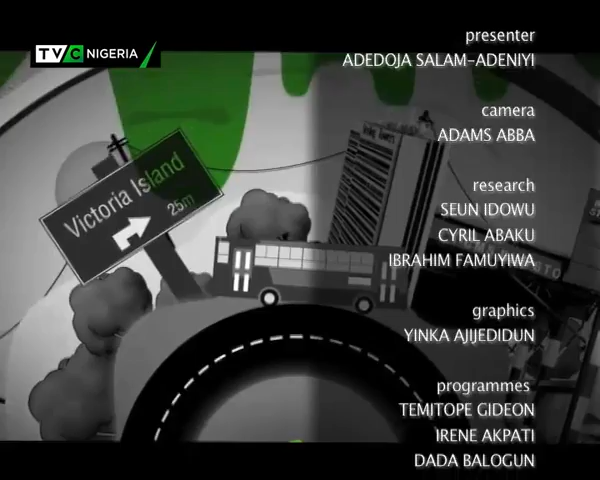 TVC NIGERIA
presenter
ADEDOJA SALAM-ADENIYI
camera
ADAMS ABBA
research
SEUN IDOWU
CYRIL ABAKU
IBRAHIM FAMUYIWA
graphics
YINKA AJIJEDIDUN
programmes
TEMITOPE GIDEON
IRENE AKPATI
DADA BALOGUN
Victoria Island
25m